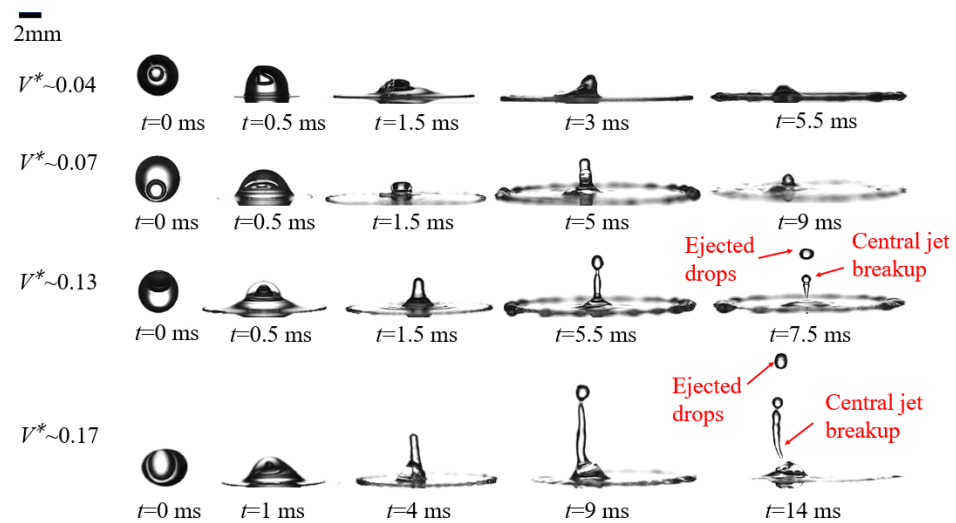 2mm
V*~0.04
t=0 ms
t=0.5 ms
t=1.5 ms
t=3 ms
t=5.5 ms
V*~0.07
t=0 ms
t=0.5 ms
t=1.5 ms
t=5 ms
t=9 ms
Ejected
drops
Central jet
breakup
V*~0.13
t=0 ms
t=0.5 ms
t=1.5 ms
t=5.5 ms
t=7.5 ms
Ejected
drops
Central jet
breakup
V*~0.17
t=0 ms
t=1 ms
t=4 ms
t=9 ms
t=14 ms